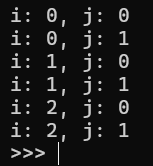 i: 0, j: 0
i: 0, j: 1
i: 1, j: 0
i: 1, j: 1
i: 2, j: 0
i: 2, j: 1
>>>